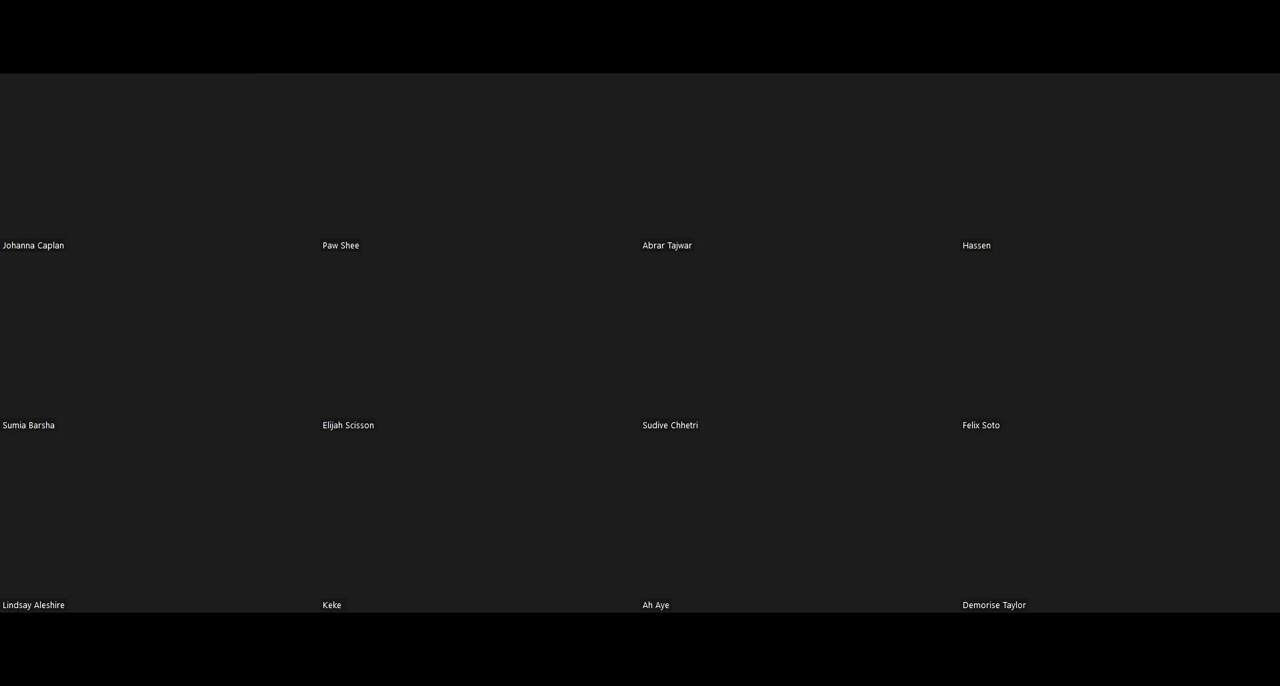 Johanna Caplan
Paw Shee
Abrar Tajwar
Hassen
Sumia Barsha
Elijah Scisson
Sudive Chhetri
Felix Soto
Lindsay Aleshire
Keke
Ah Aye
Demorise Taylor